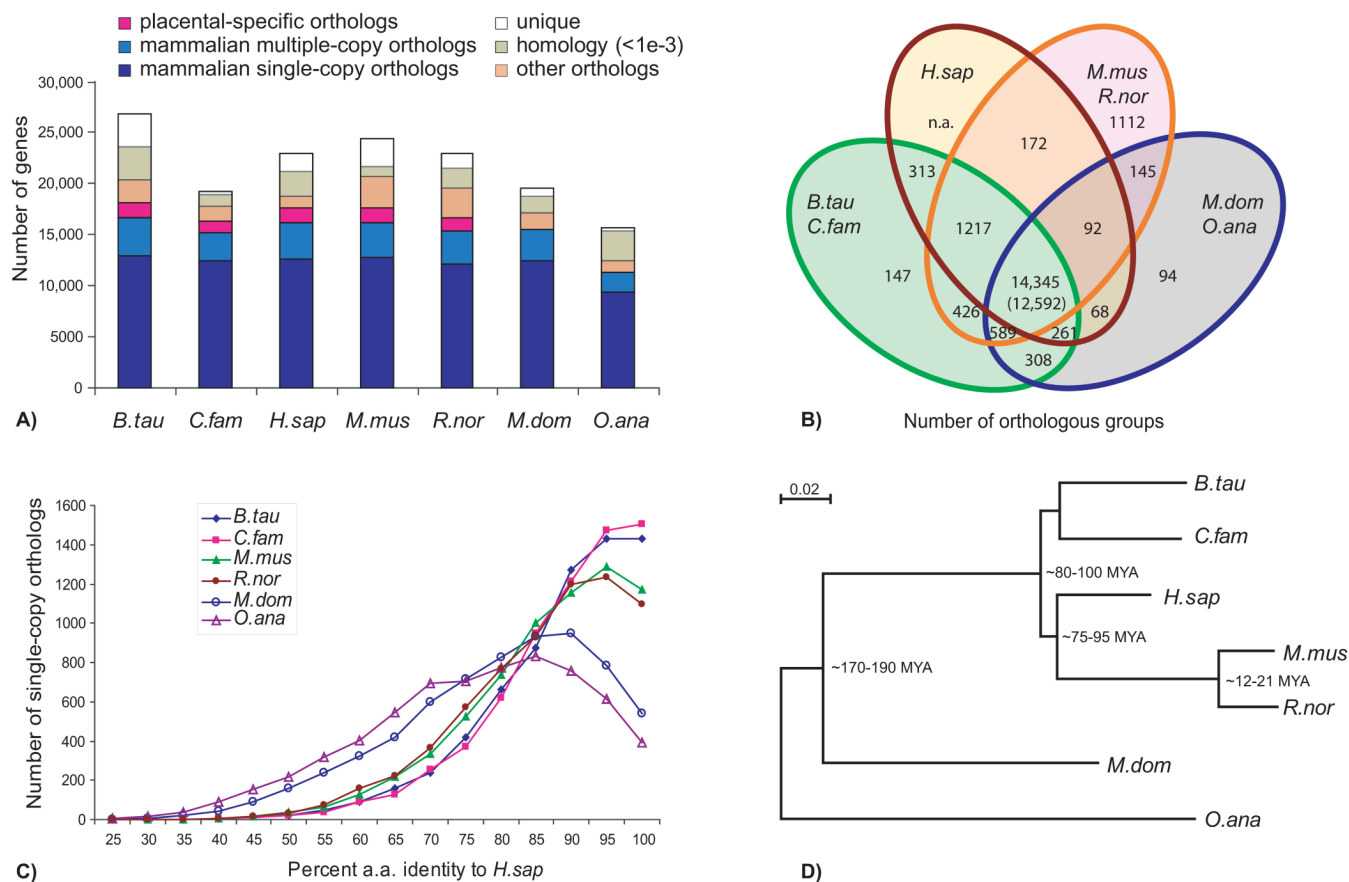 placental-specific orthologs
mammalian multiple-copy orthologs
mammalian single-copy orthologs
unique
homology (<1e-3)
other orthologs
Number of genes
30,000
25,000
20,000
15,000
10,000
5000
0
A)
B.tau
C.fam
H.sap
M.mus
R.nor
M.dom
O.ana
H.sap
M.mus
R.nor
n.a.
1112
172
313
145
B.tau
C.fam
M.dom
O.ana
1217
92
147
14,345
(12,592)
94
426
68
589
261
308
B)
Number of orthologous groups
Number of single-copy orthologs
1600
1400
1200
1000
800
600
400
200
0
B.tau
C.fam
M.mus
R.nor
M.dom
O.ana
25 30 35 40 45 50 55 60 65 70 75 80 85 90 95 100
C)
Percent a.a. identity to H.sap
0.02
B.tau
C.fam
~80-100 MYA
H.sap
~75-95 MYA
M.mus
~170-190 MYA
~12-21 MYA
R.nor
M.dom
O.ana
D)